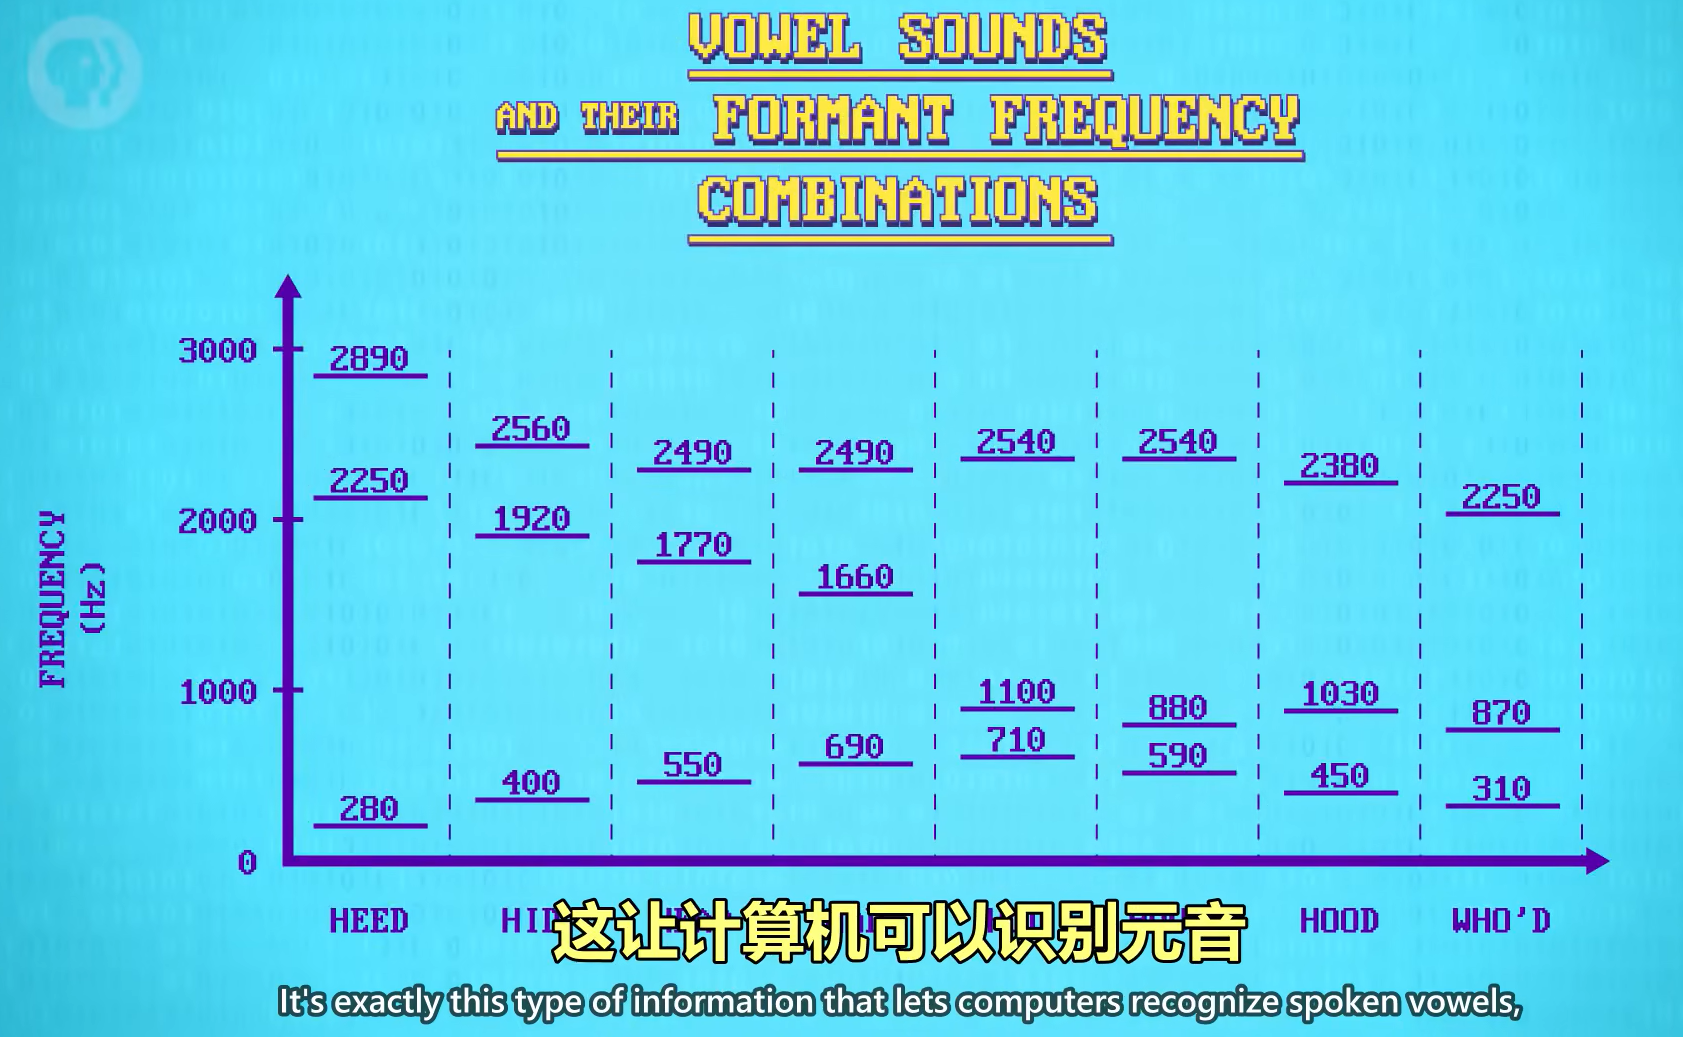 VOWEL SOUNDS
AND THEIR FORMANT FREQUENCY
COMBINATIONS
FREQUENCY
(Hz)
3000
2000
1000
0
2890
2250
280
2560
1920
400
2490
1770
550
2490
1660
690
2540
1100
710
2540
880
590
2380
1030
450
2250
870
310
HEED
HOOD
WHO'D
这让计算机可以识别元音
It's exactly this type of information that lets computers recognize spoken vowels,